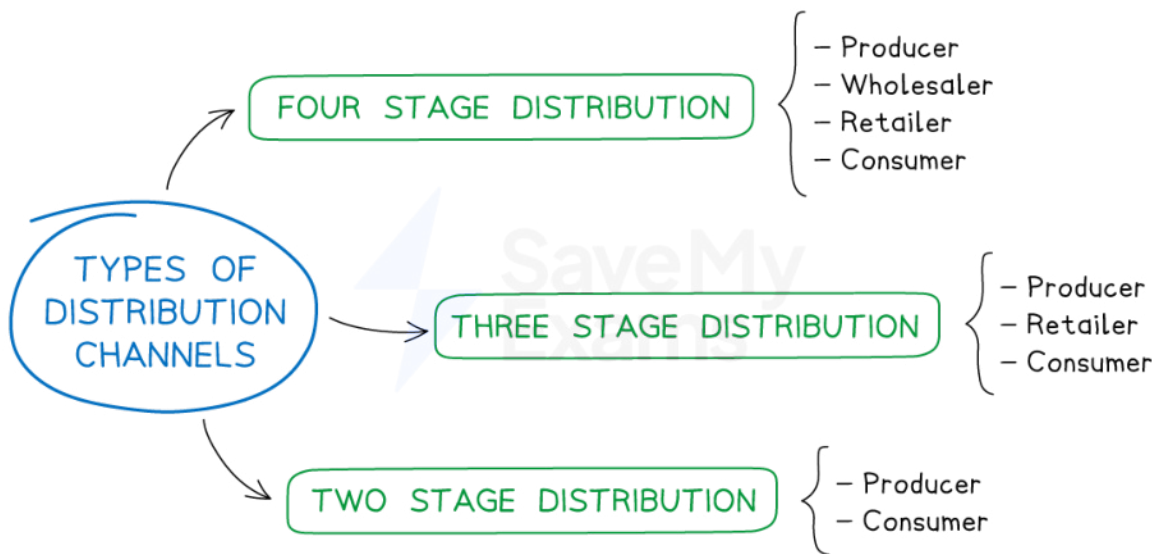 FOUR STAGE DISTRIBUTION
– Producer
– Wholesaler
– Retailer
– Consumer
TYPES OF
DISTRIBUTION
CHANNELS
SaveMy
Exams
THREE STAGE DISTRIBUTION
– Producer
– Retailer
– Consumer
TWO STAGE DISTRIBUTION
– Producer
– Consumer